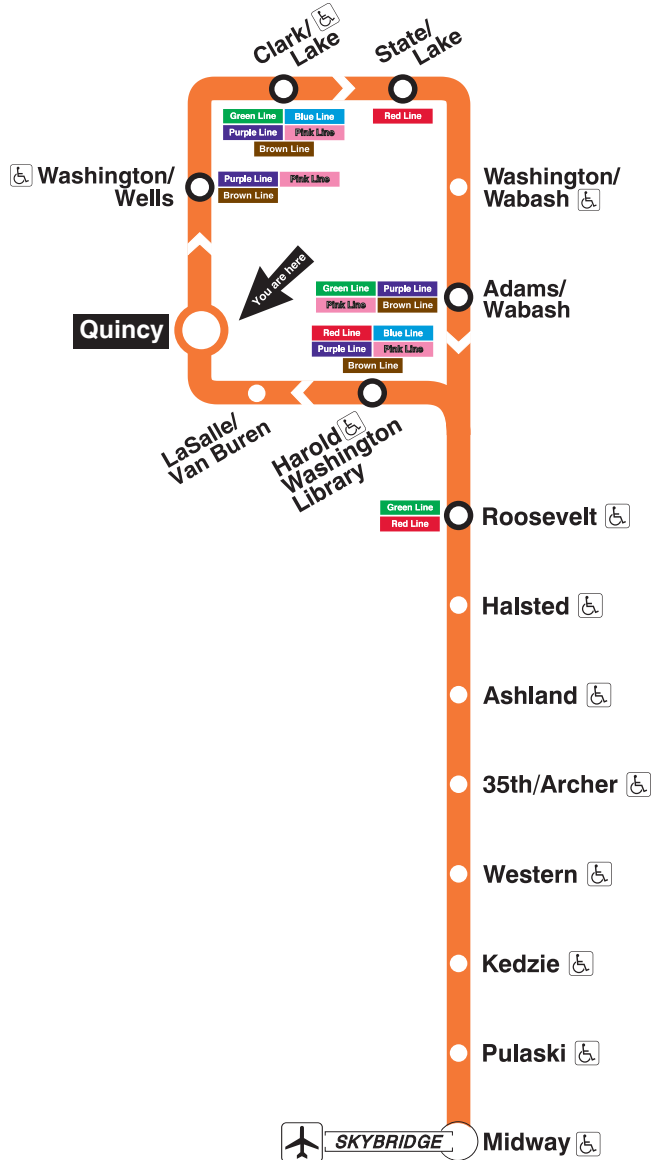 Clark/
Lake
State/
Lake
Green Line Blue Line
Purple Line Pink Line
Brown Line
Red Line
Washington/
Wells
Purple Line Pink Line
Brown Line
Washington/
Wabash
You are here
Green Line Purple Line
Pink Line Brown Line
Adams/
Wabash
Quincy
Red Line Blue Line
Purple Line Pink Line
Brown Line
LaSalle/
Van Buren
Harold
Washington
Library
Green Line
Red Line
Roosevelt
Halsted
Ashland
35th/Archer
Western
Kedzie
Pulaski
SKYBRIDGE
Midway